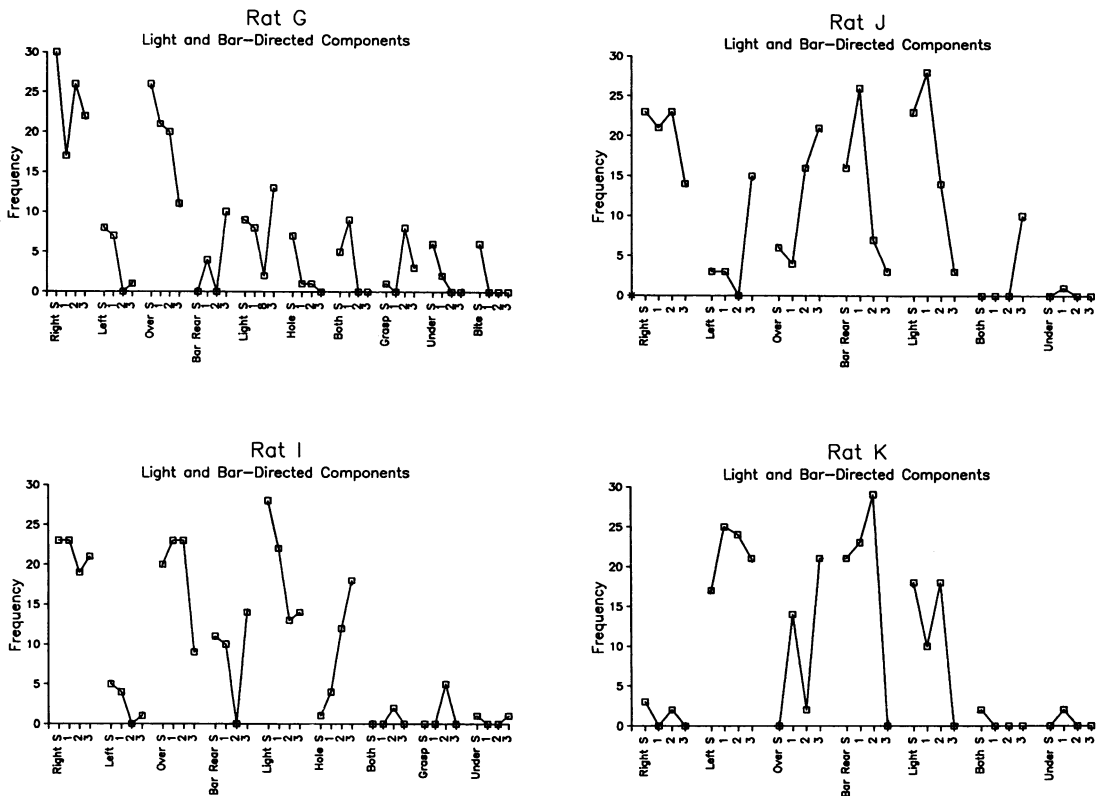 Rat G
Light and Bar-Directed Components
Frequency
30
25
20
15
10
5
0
S 1 2 3 S 1 2 3 S 1 2 3 S 1 2 3 S 1 8 3 S 1 2 3 S 1 2 3 S 1 2 3 S 1 2 3 S 1 2 3
Right Left Over Bar Rear Light Hole Both Grasp Under Bite
Rat J
Light and Bar-Directed Components
Frequency
30
25
20
15
10
5
0
S 1 2 3 S 1 2 3 S 1 2 3 S 1 2 3 S 1 2 3 S 1 2 3 S 1 2 3
Right Left Over Bar Rear Light Both Under
Rat I
Light and Bar-Directed Components
Frequency
30
25
20
15
10
5
0
S 1 2 3 S 1 2 3 S 1 2 3 S 1 2 3 S 1 2 3 S 1 2 3 S 1 2 3 S 1 2 3 S 1 2 3
Right Left Over Bar Rear Light Hole Both Grasp Under
Rat K
Light and Bar-Directed Components
Frequency
30
25
20
15
10
5
0
S 1 2 3 S 1 2 3 S 1 2 3 S 1 2 3 S 1 2 3 S 1 2 3 S 1 2 3
Right Left Over Bar Rear Light Both Under